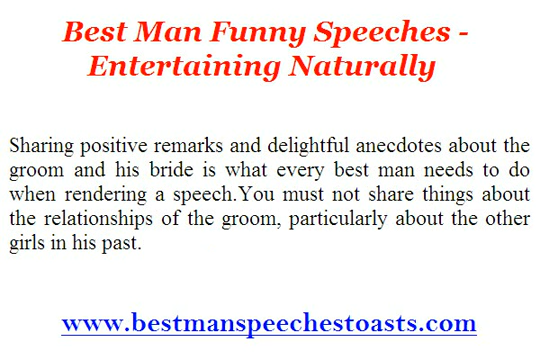 Best Man Funny Speeches -
Entertaining Naturally
Sharing positive remarks and delightful anecdotes about the
groom and his bride is what every best man needs to do
when rendering a speech.You must not share things about
the relationships of the groom, particularly about the other
girls in his past.
www.bestmanspeechestoasts.com